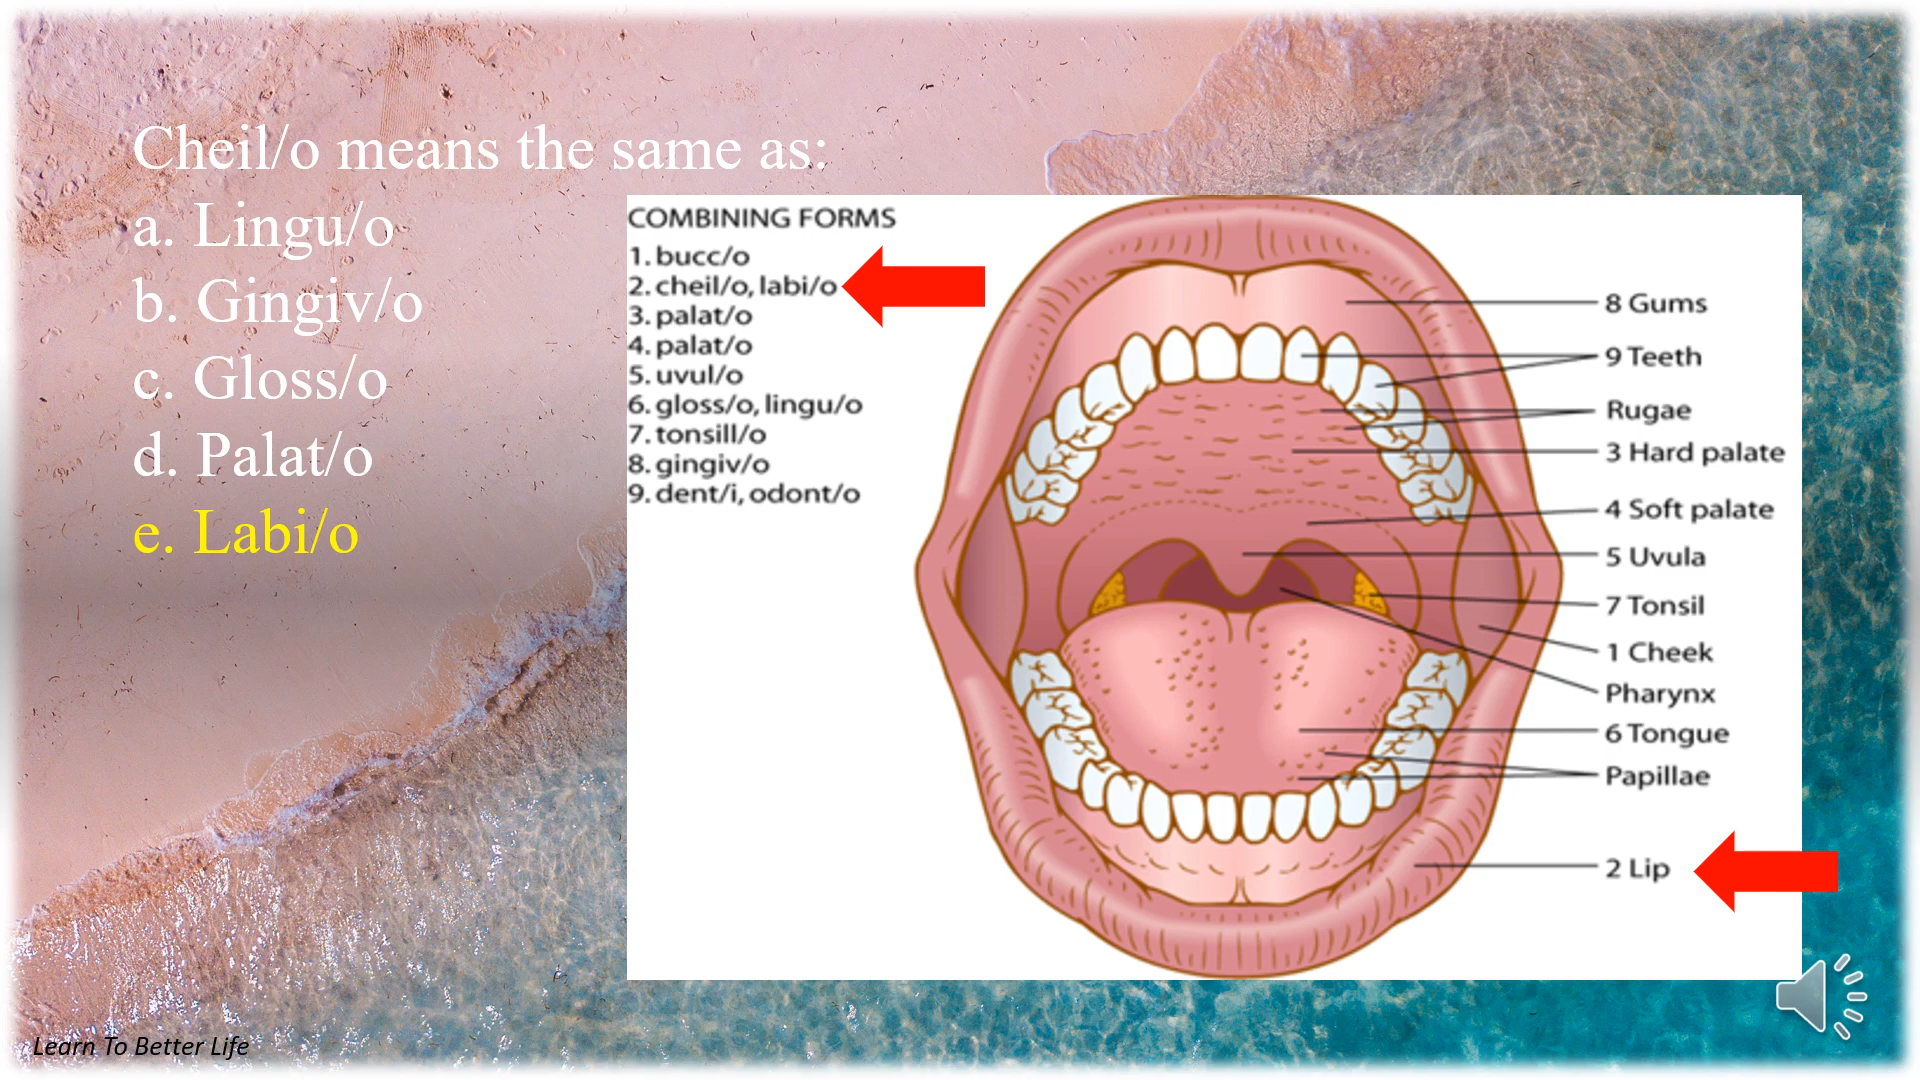 Cheil/o means the same as:
a. Lingu/o
b. Gingiv/o
c. Gloss/o
d. Palat/o
e. Labi/o
COMBINING FORMS
1. bucc/o
2. cheil/o, labi/o
3. palat/o
4. palat/o
5. uvul/o
6. gloss/o, lingu/o
7. tonsill/o
8. gingiv/o
9. dent/i, odont/o
8 Gums
9 Teeth
Rugae
3 Hard palate
4 Soft palate
5 Uvula
7 Tonsil
1 Cheek
Pharynx
6 Tongue
Papillae
2 Lip
Learn To Better Life